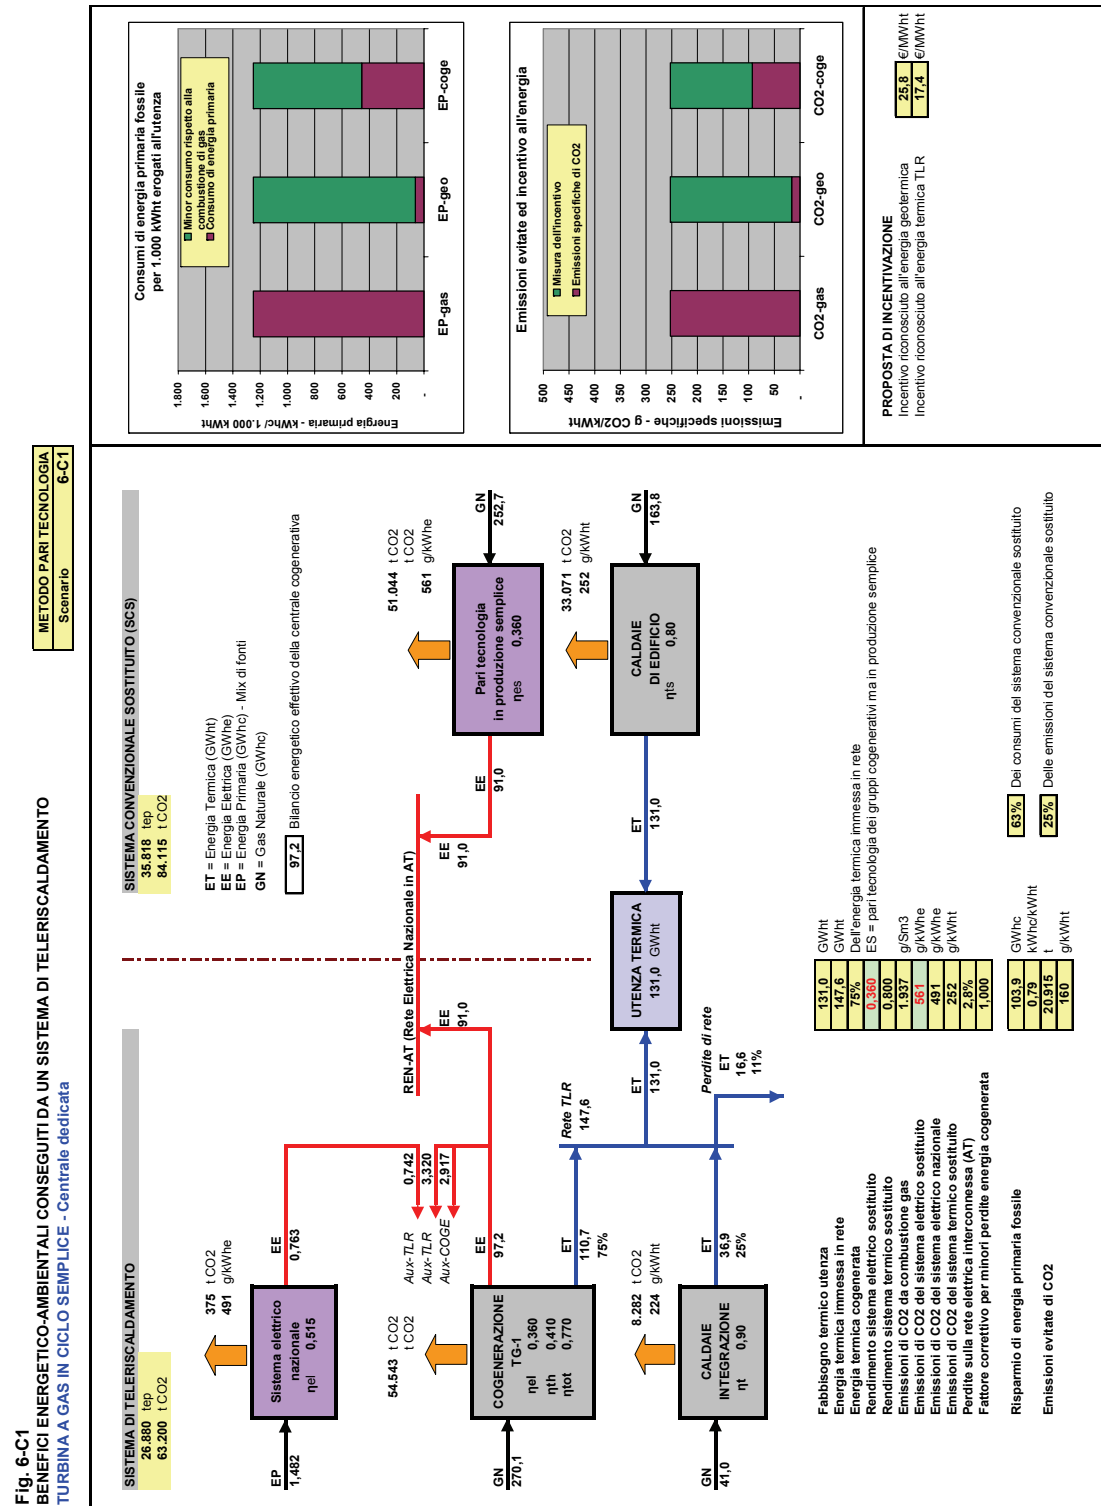 Fig. 6-C1
BENEFICI ENERGETICO-AMBIENTALI CONSEGUITI DA UN SISTEMA DI TELERISCALDAMENTO
TURBINA A GAS IN CICLO SEMPLICE - Centrale dedicata
METODO PARI TECNOLOGIA
Scenario 6-C1
SISTEMA DI TELERISCALDAMENTO
26.880 tep
63.200 t CO2
SISTEMA CONVENZIONALE SOSTITUITO (SCS)
35.818 tep
84.115 t CO2
ET = Energia Termica (GWht)
EE = Energia Elettrica (GWhe)
EP = Energia Primaria (GWhc) - Mix di fonti
GN = Gas Naturale (GWhc)
97,2 Bilancio energetico effettivo della centrale cogenerativa
375 t CO2
491 g/kWhe
EP
1,482
Sistema elettrico
nazionale
ηel 0,515
EE
0,763
Aux-TLR 0,742
Aux-TLR 3,320
Aux-COGE 2,917
REN-AT (Rete Elettrica Nazionale in AT)
EE
91,0
EE
91,0
EE
91,0
51.044 t CO2
t CO2
561 g/kWhe
Pari tecnologia
in produzione semplice
ηes 0,360
GN
252,7
54.543 t CO2
t CO2
GN
270,1
COGENERAZIONE
TG-1
ηel 0,360
ηth 0,410
ηtot 0,770
EE
97,2
ET
110,7
75%
Rete TLR
147,6
ET
131,0
UTENZA TERMICA
131,0 GWht
ET
131,0
33.071 t CO2
252 g/kWht
CALDAIE
DI EDIFICIO
ηts 0,80
GN
163,8
8.282 t CO2
224 g/kWht
GN
41,0
CALDAIE
INTEGRAZIONE
ηt 0,90
ET
36,9
25%
Perdite di rete
ET
16,6
11%
Fabbisogno termico utenza 131,0 GWht
Energia termica immessa in rete 147,6 GWht
Energia termica cogenerata 75% Dell'energia termica immessa in rete
Rendimento sistema elettrico sostituito 0,360 ES = pari tecnologia dei gruppi cogenerativi ma in produzione semplice
Rendimento sistema termico sostituito 0,800
Emissioni di CO2 da combustione gas 1.937 g/Sm3
Emissioni di CO2 del sistema elettrico sostituito 561 g/kWhe
Emissioni di CO2 del sistema elettrico nazionale 491 g/kWhe
Emissioni di CO2 del sistema termico sostituito 252 g/kWht
Perdite sulla rete elettrica interconnessa (AT) 2,8%
Fattore correttivo per minori perdite energia cogenerata 1,000
Risparmio di energia primaria fossile 103,9 GWhc 63% Dei consumi del sistema convenzionale sostituito
0,79 kWhc/kWht
Emissioni evitate di CO2 20.915 t 25% Delle emissioni del sistema convenzionale sostituito
160 g/kWht
Consumi di energia primaria fossile
per 1.000 kWht erogati all'utenza
Energia primaria - kWhc/ 1.000 kWht
1.800
1.600
1.400
1.200
1.000
800
600
400
200
-
Minor consumo rispetto alla
combustione di gas
Consumo di energia primaria
EP-gas
EP-geo
EP-coge
Emissioni evitate ed incentivo all'energia
Emissioni specifiche - g CO2/kWht
500
450
400
350
300
250
200
150
100
50
-
Misura dell'incentivo
Emissioni specifiche di CO2
CO2-gas
CO2-geo
CO2-coge
PROPOSTA DI INCENTIVAZIONE
Incentivo riconosciuto all'energia geotermica 25,8 €/MWht
Incentivo riconosciuto all'energia termica TLR 17,4 €/MWht